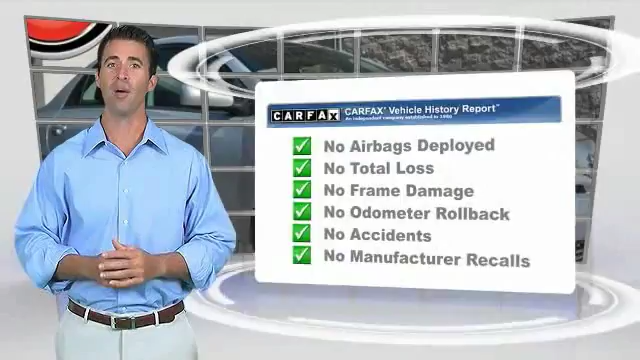 CARFAX
CARFAX® Vehicle History Report™
An independent company established in 1986
No Airbags Deployed
No Total Loss
No Frame Damage
No Odometer Rollback
No Accidents
No Manufacturer Recalls